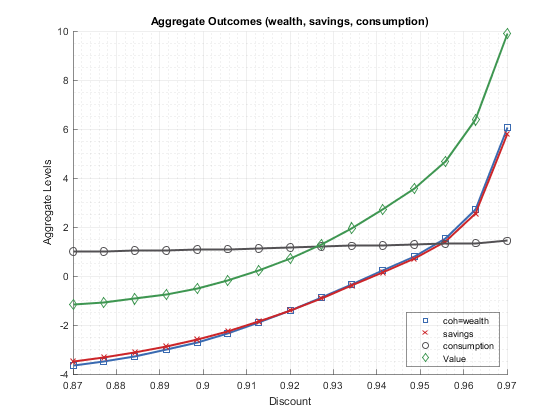 Aggregate Outcomes (wealth, savings, consumption)
10
8
6
4
2
0
-2
-4
Aggregate Levels
0.87
0.88
0.89
0.9
0.91
0.92
0.93
0.94
0.95
0.96
0.97
Discount
coh=wealth
savings
consumption
Value